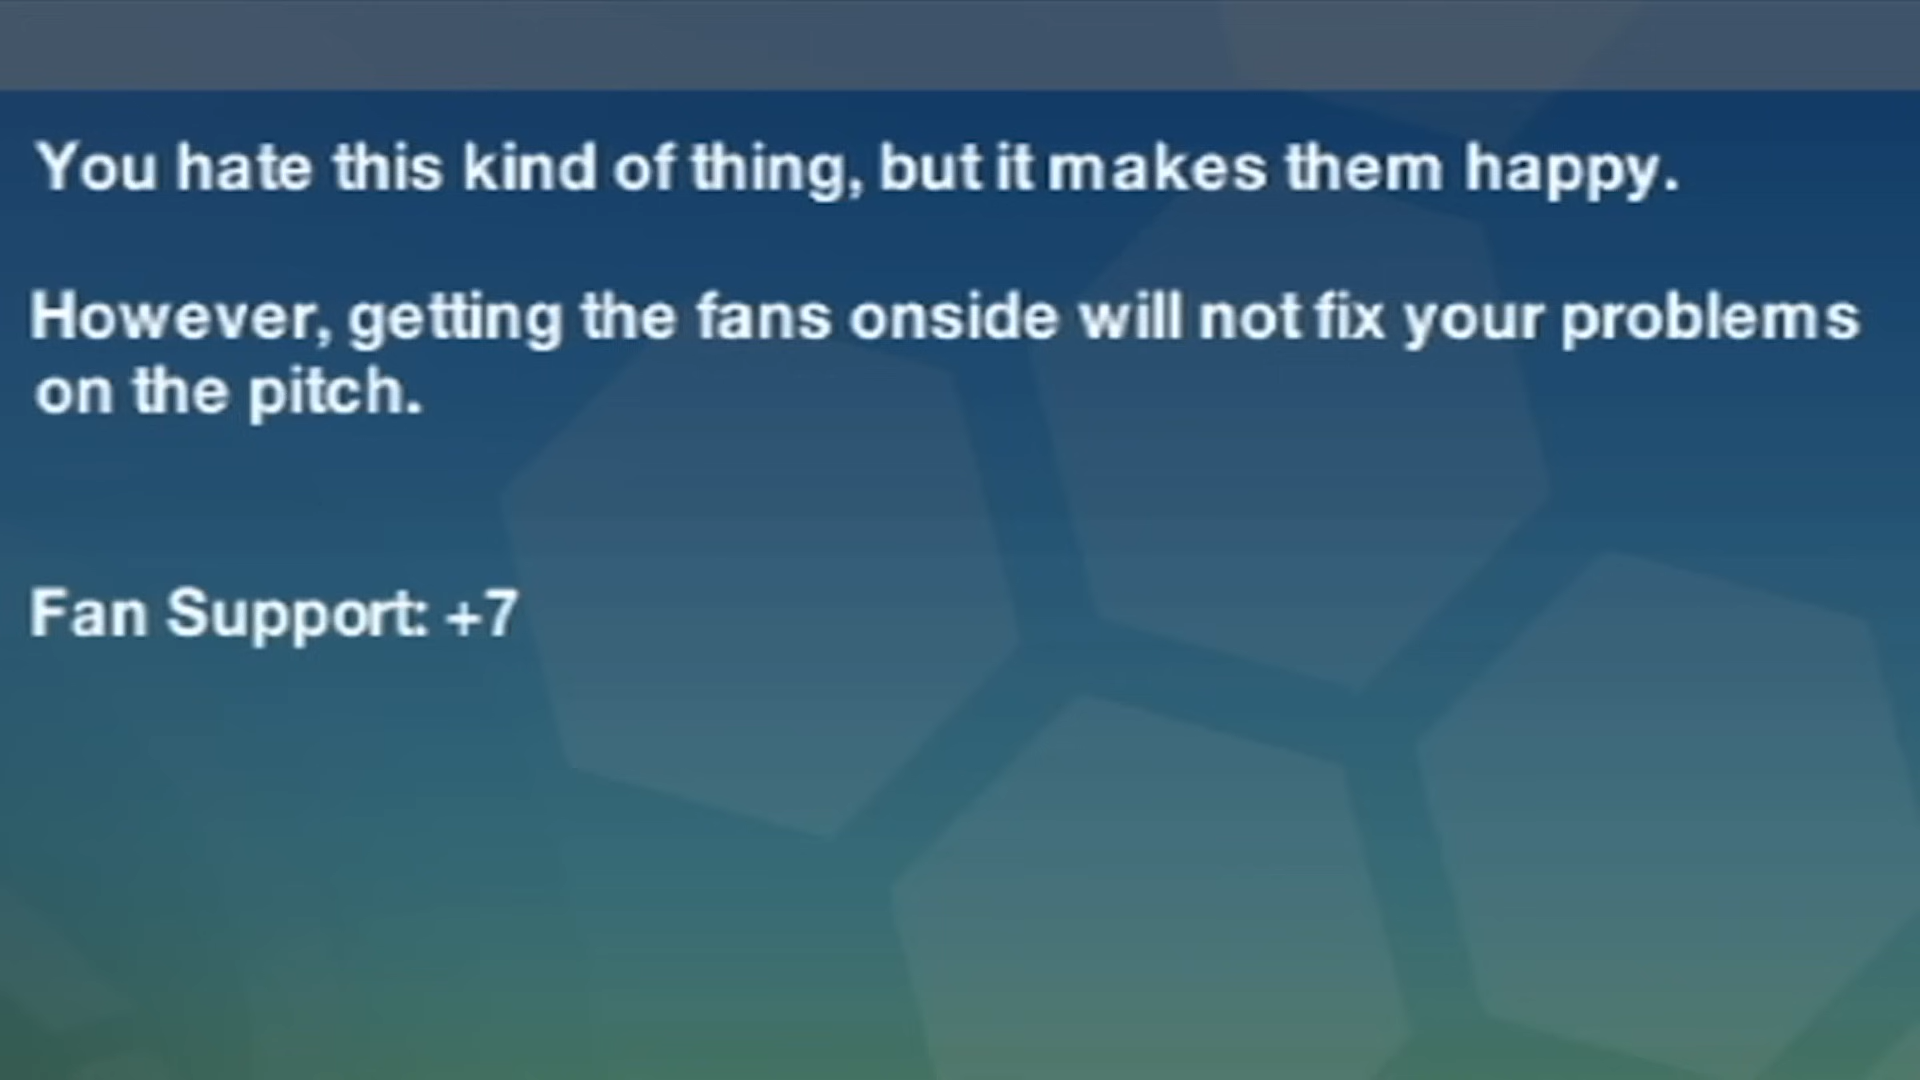 You hate this kind of thing, but it makes them happy.
However, getting the fans onside will not fix your problems
on the pitch.
Fan Support: +7